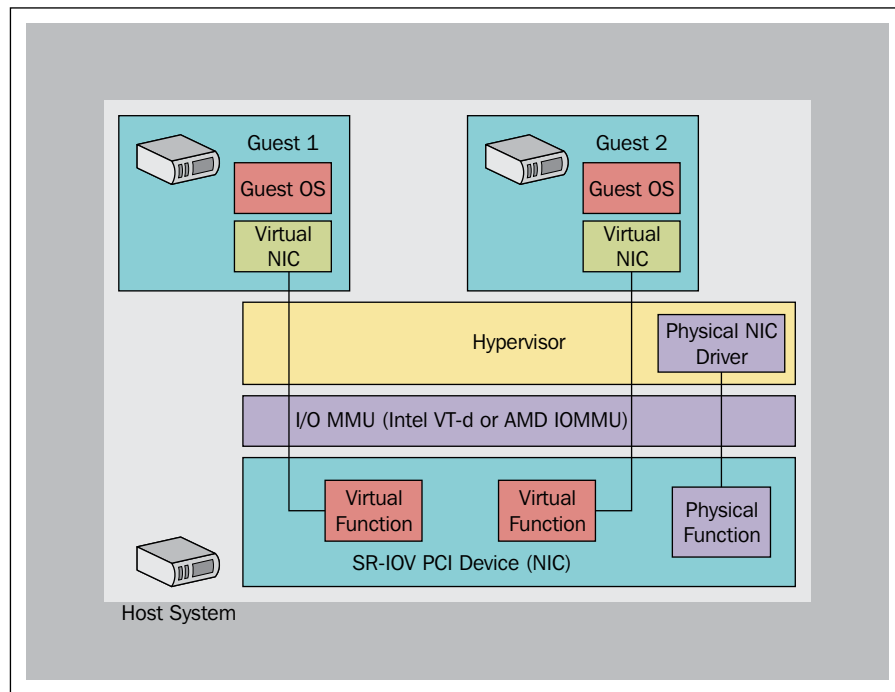 Guest 1
Guest OS
Virtual
NIC
Guest 2
Guest OS
Virtual
NIC
Hypervisor
Physical NIC
Driver
I/O MMU (Intel VT-d or AMD IOMMU)
Virtual
Function
Virtual
Function
Physical
Function
SR-IOV PCI Device (NIC)
Host System